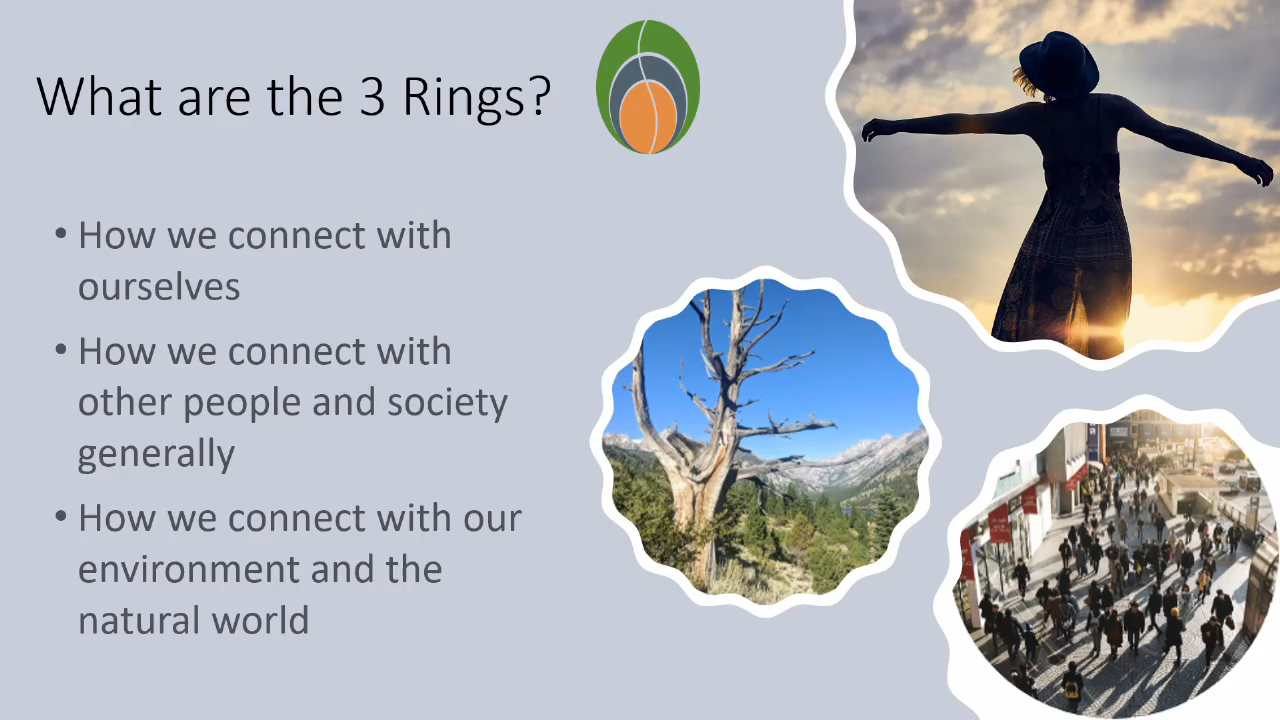 What are the 3 Rings?
• How we connect with
ourselves
• How we connect with
other people and society
generally
• How we connect with our
environment and the
natural world